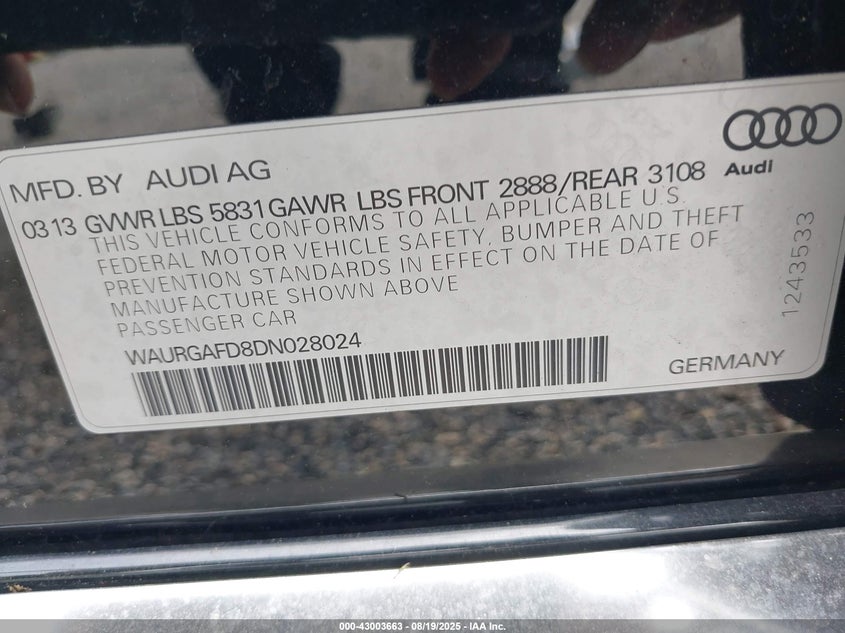 Audi
MFD. BY AUDI AG
03 13 GVWR LBS 5831 GAWR LBS FRONT 2888/REAR 3108
THIS VEHICLE CONFORMS TO ALL APPLICABLE U.S.
FEDERAL MOTOR VEHICLE SAFETY, BUMPER AND THEFT
PREVENTION STANDARDS IN EFFECT ON THE DATE OF
MANUFACTURE SHOWN ABOVE
PASSENGER CAR
WAURGAFD8DN028024
GERMANY
1243533
000-43003663 - 08/19/2025 - IAA Inc.